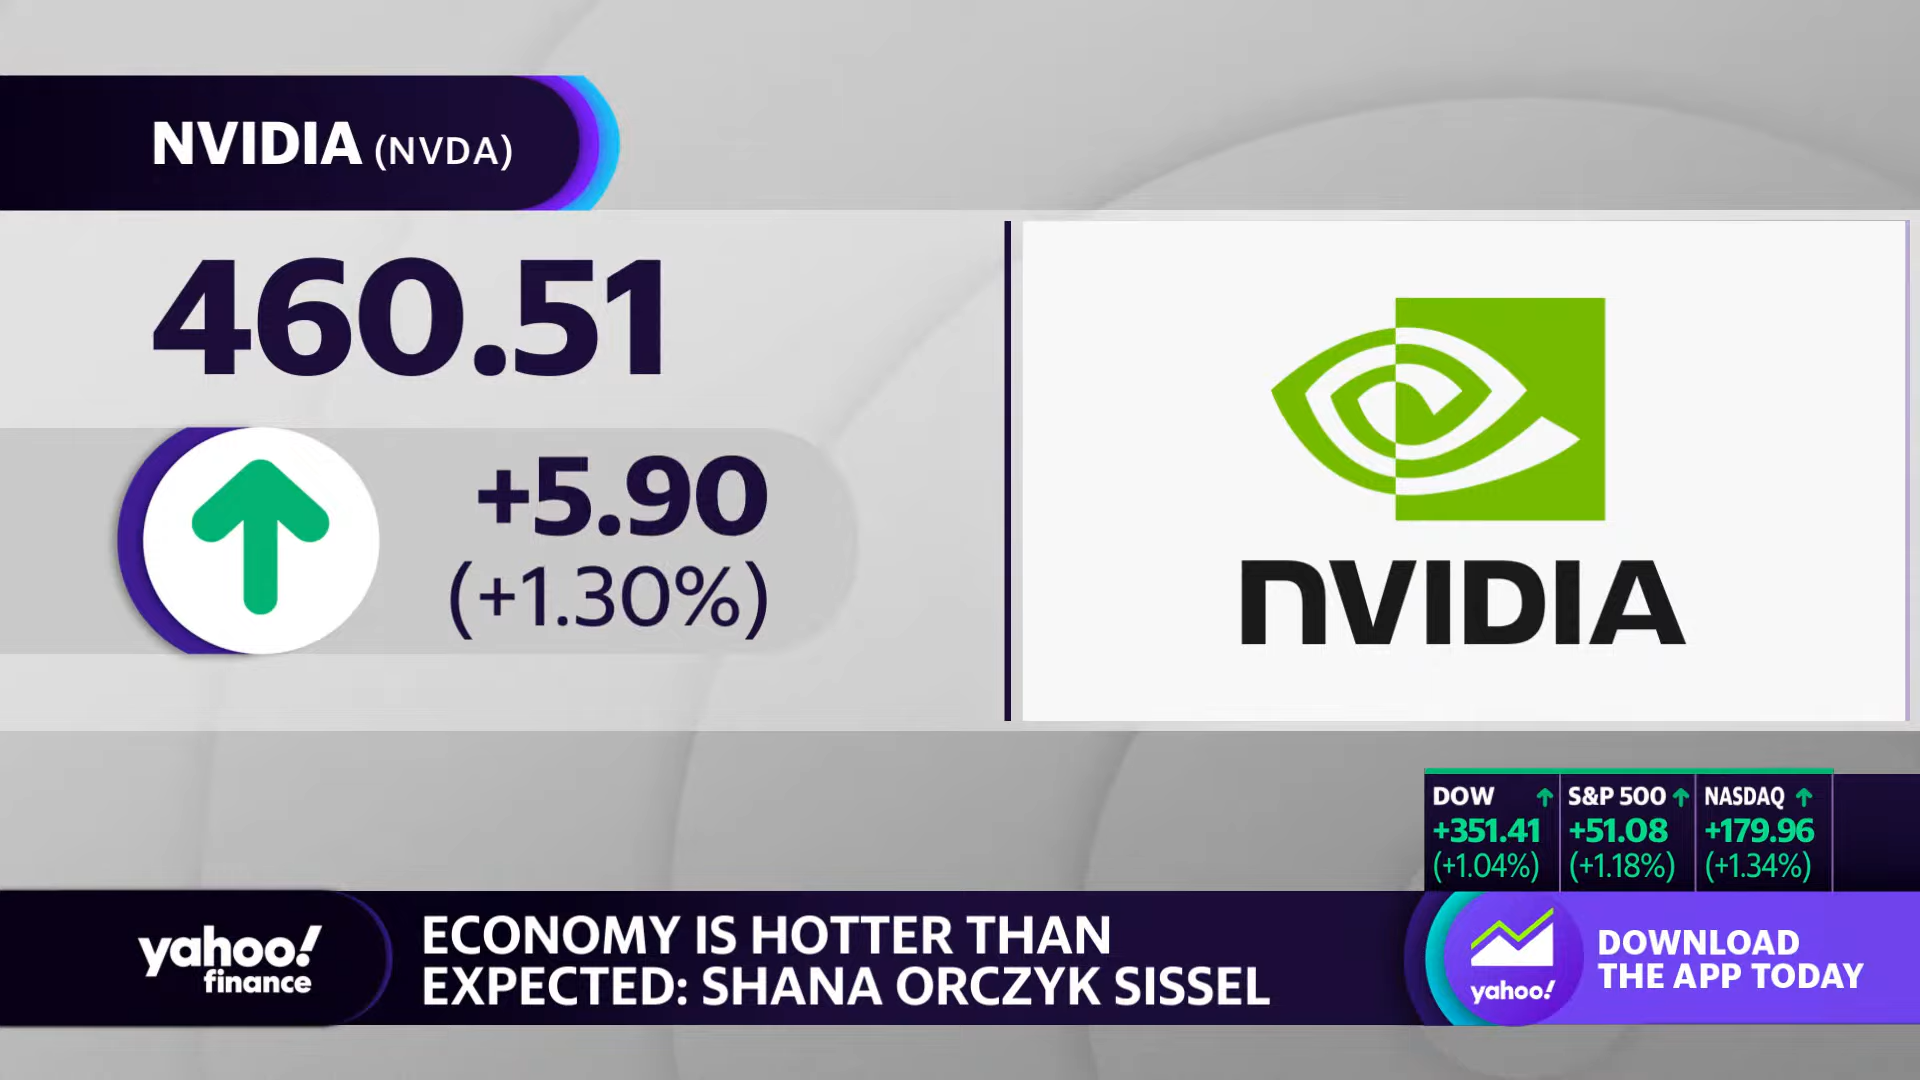 NVIDIA (NVDA)
460.51
+5.90
(+1.30%)
NVIDIA
DOW
+351.41
(+1.04%)
S&P 500
+51.08
(+1.18%)
NASDAQ
+179.96
(+1.34%)
yahoo!
finance
ECONOMY IS HOTTER THAN
EXPECTED: SHANA ORCZYK SISSEL
yahoo!
DOWNLOAD
THE APP TODAY